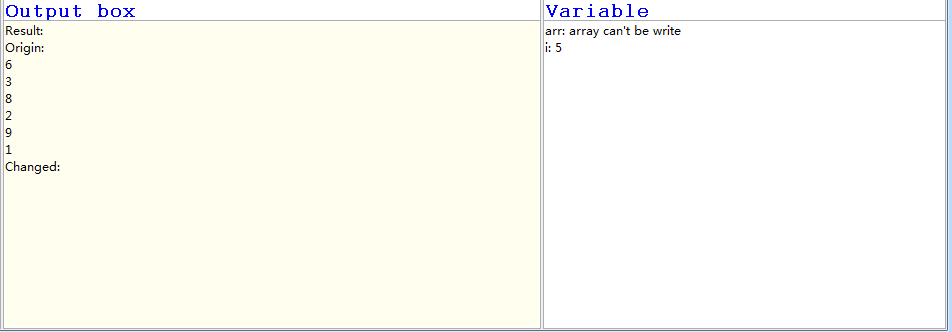 Output box
Result:
Origin:
6
3
8
2
9
1
Changed:
Variable
arr: array can't be write
i: 5